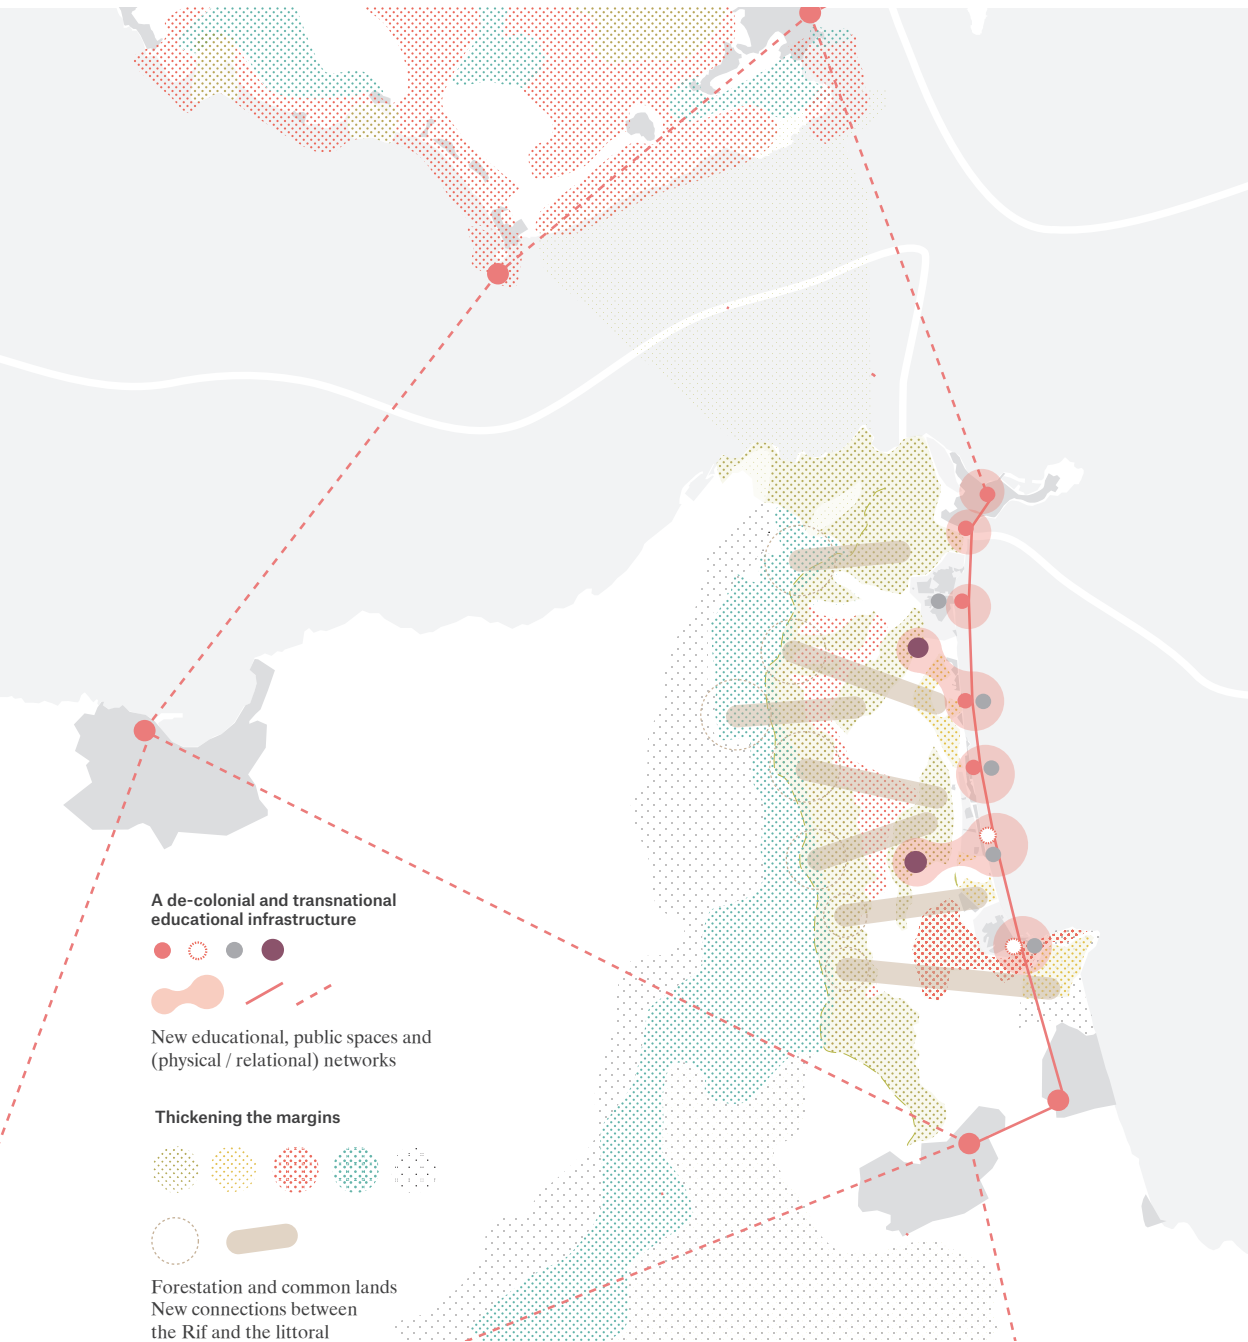 A de-colonial and transnational
educational infrastructure
New educational, public spaces and
(physical / relational) networks
Thickening the margins
Forestation and common lands
New connections between
the Rif and the littoral